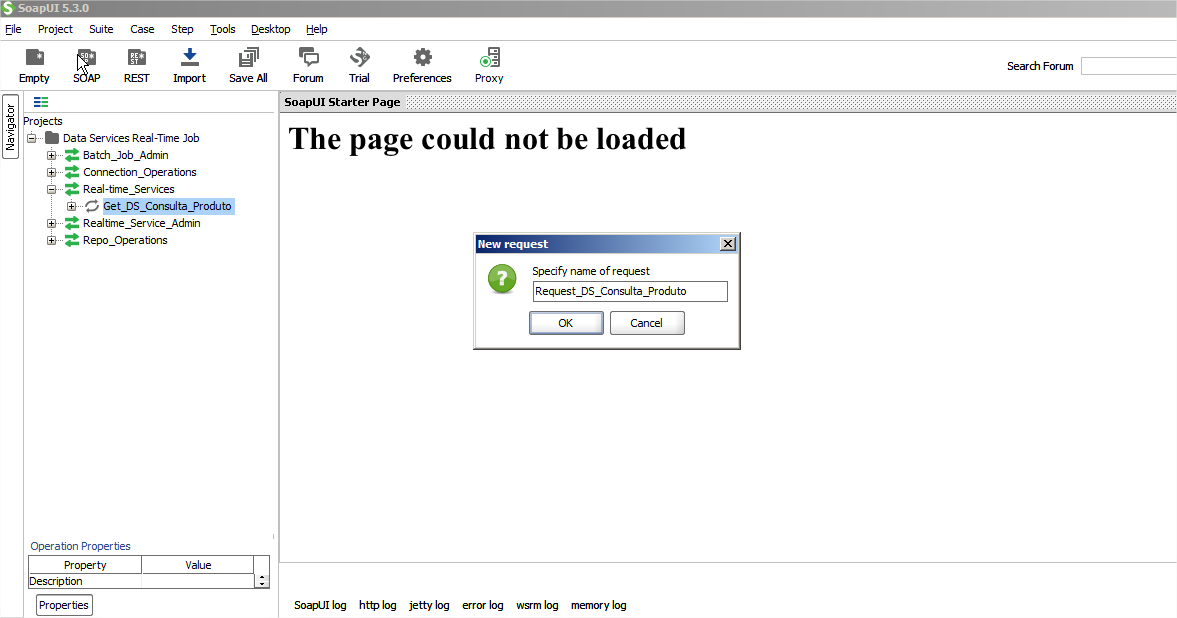 SoapUI 5.3.0
File Project Suite Case Step Tools Desktop Help
Empty SOAP REST Import Save All Forum Trial Preferences Proxy Search Forum
Navigator
SoapUI Starter Page
Projects
The page could not be loaded
Data Services Real-Time Job
Batch_Job_Admin
Connection_Operations
Real-time_Services
Get_DS_Consulta_Produto
Realtime_Service_Admin
Repo_Operations
New request
Specify name of request
Request_DS_Consulta_Produto
OK Cancel
Operation Properties
Property Value
Description
Properties
SoapUI log http log jetty log error log wsrm log memory log